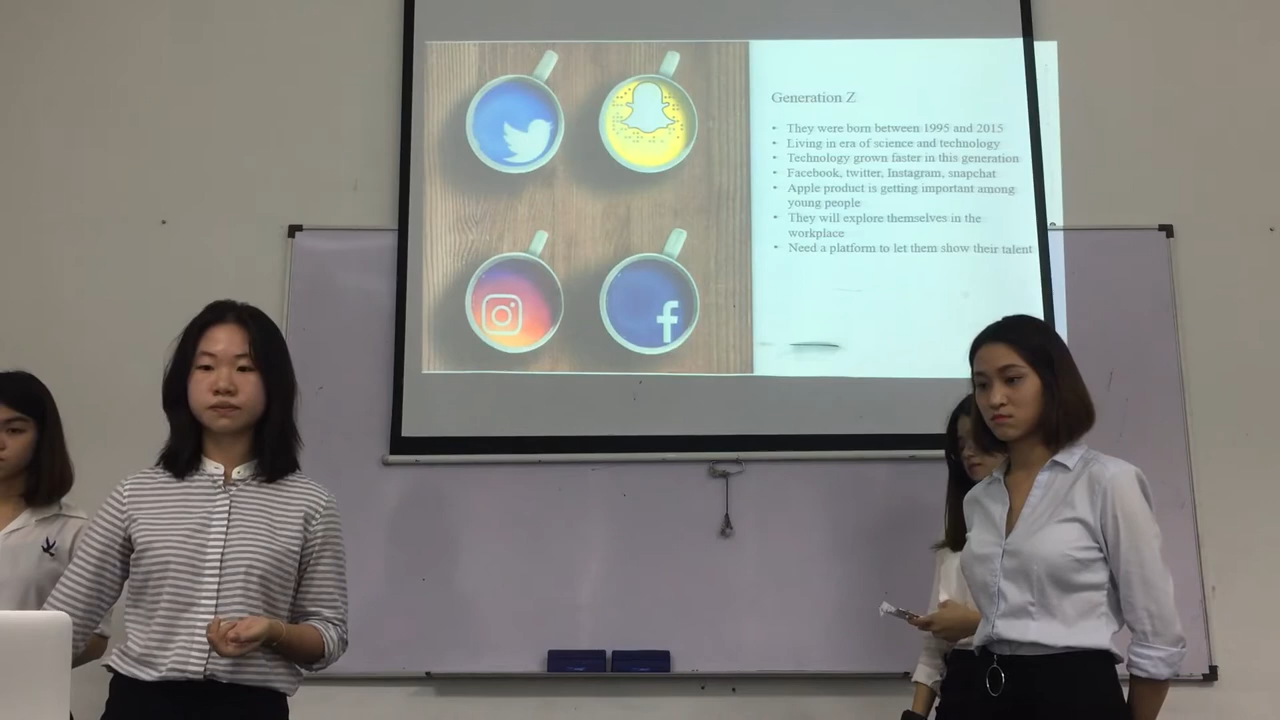 Generation Z
• They were born between 1995 and 2015
• Living in era of science and technology
• Technology grown faster in this generation
• Facebook, twitter, Instagram, snapchat
• Apple product is getting important among
young people
• They will explore themselves in the
workplace
• Need a platform to let them show their talent